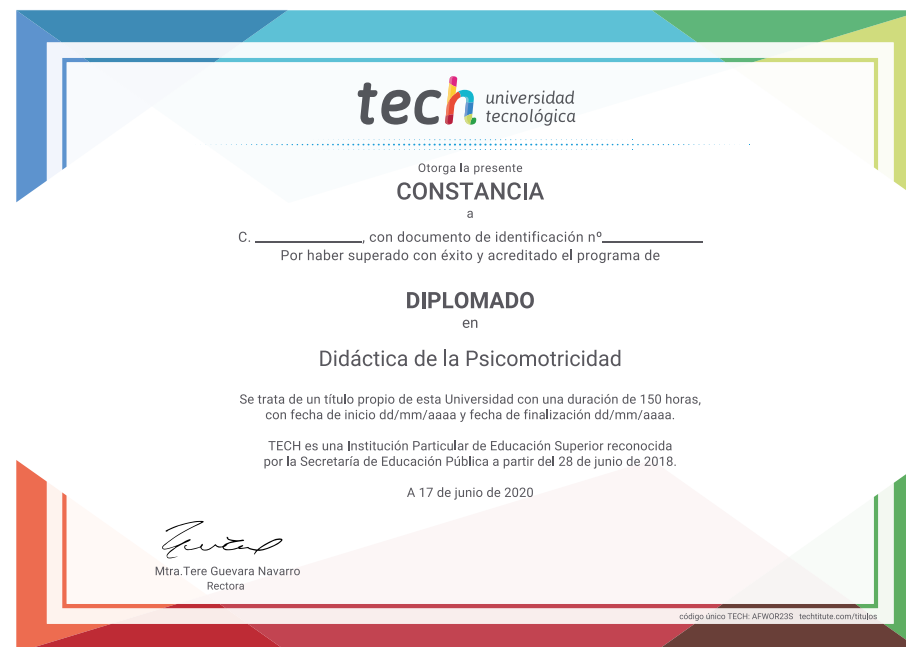 tech universidad
tecnológica
Otorga la presente
CONSTANCIA
a
C. ______________, con documento de identificación nº_____________
Por haber superado con éxito y acreditado el programa de
DIPLOMADO
en
Didáctica de la Psicomotricidad
Se trata de un título propio de esta Universidad con una duración de 150 horas,
con fecha de inicio dd/mm/aaaa y fecha de finalización dd/mm/aaaa.
TECH es una Institución Particular de Educación Superior reconocida
por la Secretaría de Educación Pública a partir del 28 de junio de 2018.
A 17 de junio de 2020
Mtra.Tere Guevara Navarro
Rectora
código único TECH: AFWOR23S techtitute.com/titulos